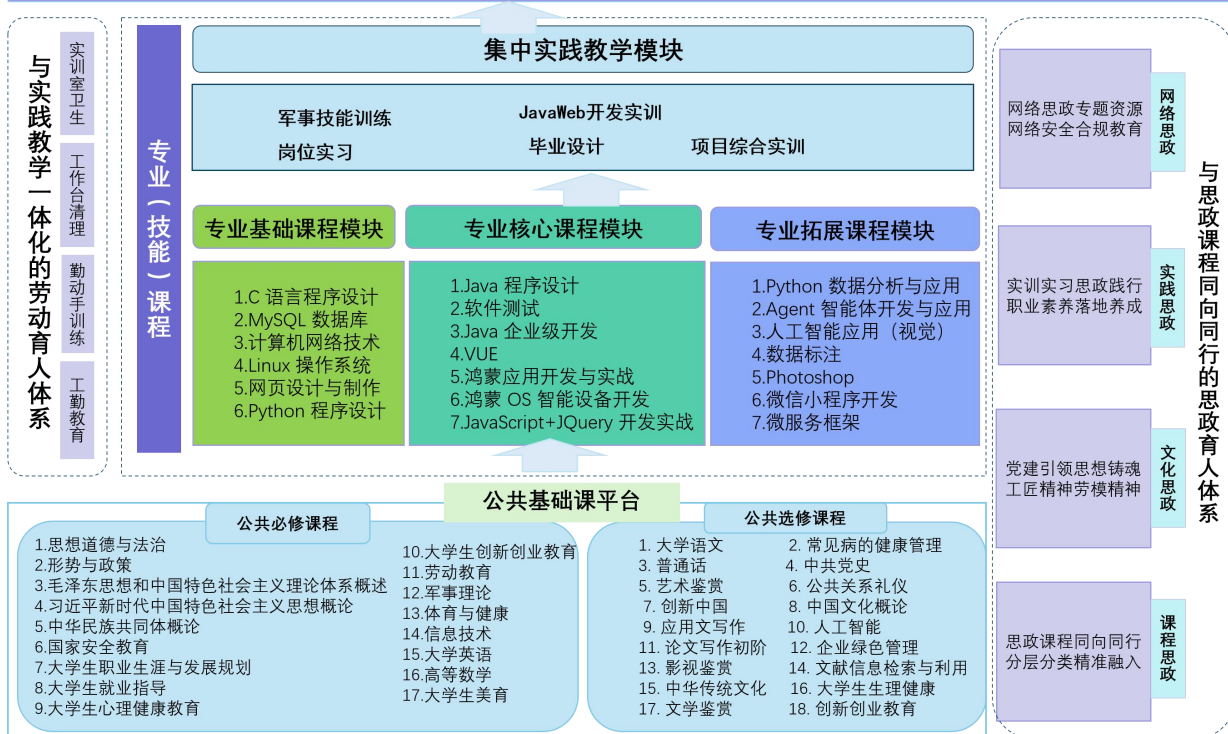 与实践教学一体化的劳动育人体系
实训室卫生
工作台清理
勤动手训练
工勤教育
专业（技能）课程
集中实践教学模块
军事技能训练
JavaWeb开发实训
岗位实习
毕业设计
项目综合实训
专业基础课程模块
1.C 语言程序设计
2.MySQL 数据库
3.计算机网络技术
4.Linux 操作系统
5.网页设计与制作
6.Python 程序设计
专业核心课程模块
1.Java 程序设计
2.软件测试
3.Java 企业级开发
4.VUE
5.鸿蒙应用开发与实战
6.鸿蒙 OS 智能设备开发
7.JavaScript+JQuery 开发实战
专业拓展课程模块
1.Python 数据分析与应用
2.Agent 智能体开发与应用
3.人工智能应用（视觉）
4.数据标注
5.Photoshop
6.微信小程序开发
7.微服务框架
公共基础课平台
公共必修课程
1.思想道德与法治
2.形势与政策
3.毛泽东思想和中国特色社会主义理论体系概述
4.习近平新时代中国特色社会主义思想概论
5.中华民族共同体概论
6.国家安全教育
7.大学生职业生涯与发展规划
8.大学生就业指导
9.大学生心理健康教育
10.大学生创新创业教育
11.劳动教育
12.军事理论
13.体育与健康
14.信息技术
15.大学英语
16.高等数学
17.大学生美育
公共选修课程
1. 大学语文
2. 常见病的健康管理
3. 普通话
4. 中共党史
5. 艺术鉴赏
6. 公共关系礼仪
7. 创新中国
8. 中国文化概论
9. 应用文写作
10. 人工智能
11. 论文写作初阶
12. 企业绿色管理
13. 影视鉴赏
14. 文献信息检索与利用
15. 中华传统文化
16. 大学生生理健康
17. 文学鉴赏
18. 创新创业教育
网络思政专题资源
网络安全合规教育
网络思政
实训实习思政践行
职业素养落地养成
实践思政
党建引领思想铸魂
工匠精神劳模精神
文化思政
思政课程同向同行
分层分类精准融入
课程思政
与思政课程同向同行的思政育人体系